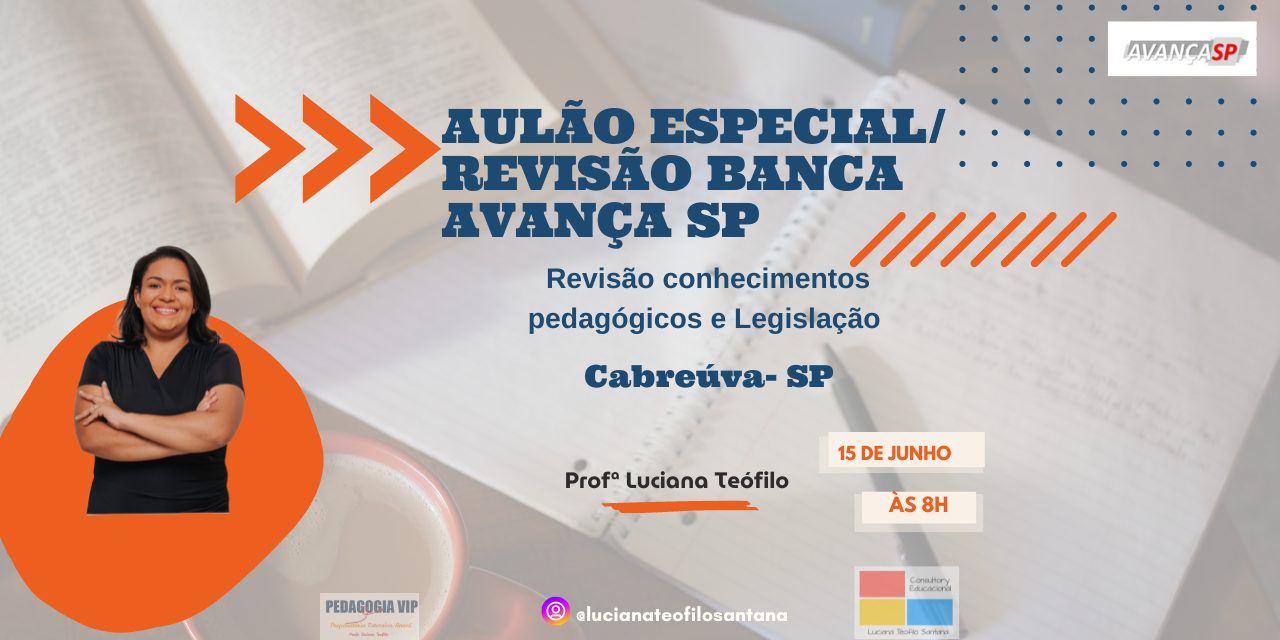 AVANÇASP
AULÃO ESPECIAL/
REVISÃO BANCA
AVANÇA SP
Revisão conhecimentos
pedagógicos e Legislação
Cabreúva- SP
Profª Luciana Teófilo
15 DE JUNHO
ÀS 8H
PEDAGOGIA VIP
@lucianateofilosantana
Consultory
Educacional
Luciana Teófilo Santana